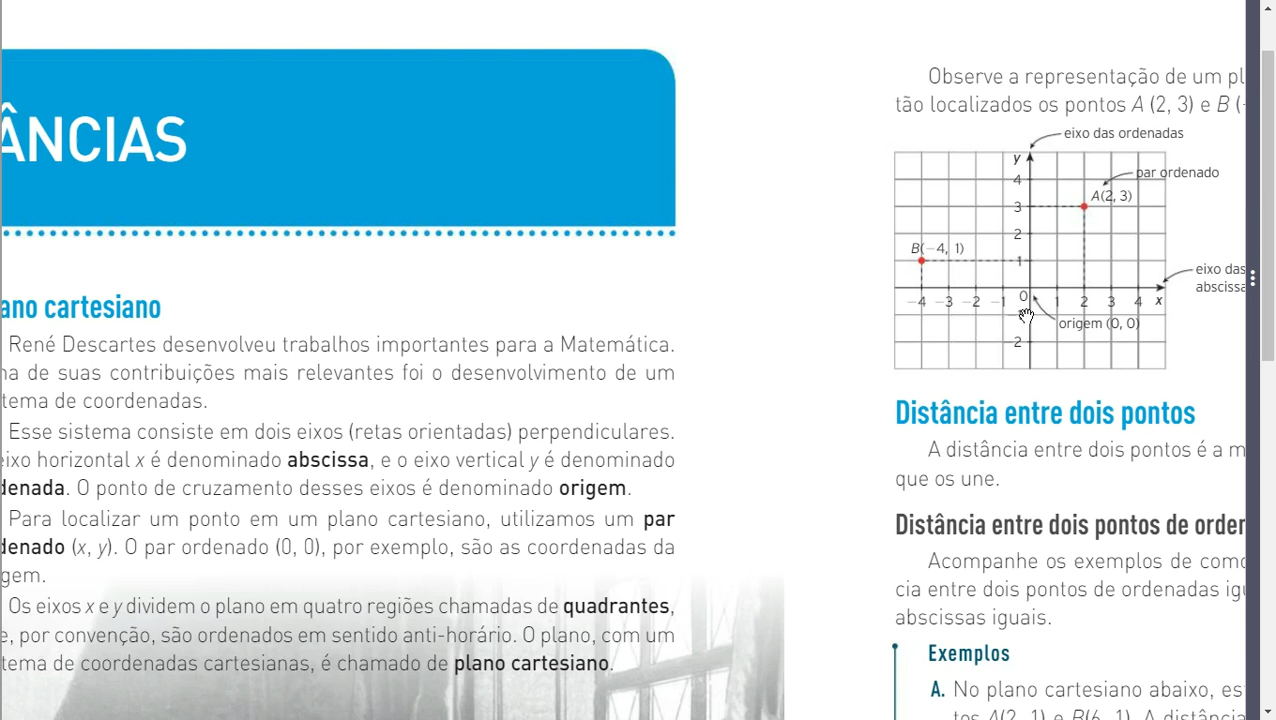 ÂNCIAS
ano cartesiano
René Descartes desenvolveu trabalhos importantes para a Matemática.
na de suas contribuições mais relevantes foi o desenvolvimento de um
tema de coordenadas.
Esse sistema consiste em dois eixos (retas orientadas) perpendiculares.
eixo horizontal x é denominado abscissa, e o eixo vertical y é denominado
denada. O ponto de cruzamento desses eixos é denominado origem.
Para localizar um ponto em um plano cartesiano, utilizamos um par
denado (x, y). O par ordenado (0, 0), por exemplo, são as coordenadas da
gem.
Os eixos x e y dividem o plano em quatro regiões chamadas de quadrantes,
e, por convenção, são ordenados em sentido anti-horário. O plano, com um
tema de coordenadas cartesianas, é chamado de plano cartesiano.
Observe a representação de um pl
tão localizados os pontos A (2, 3) e B (-
eixo das ordenadas
y
par ordenado
4
A(2, 3)
3
2
B(−4, 1)
1
eixo das
abscissa
0
−4 −3 −2 −1 1 2 3 4 x
origem (0, 0)
−2
Distância entre dois pontos
A distância entre dois pontos é a m
que os une.
Distância entre dois pontos de order
Acompanhe os exemplos de como
cia entre dois pontos de ordenadas igu
abscissas iguais.
Exemplos
A. No plano cartesiano abaixo, est
tos A(2, 1) e B(6, 1). A distância